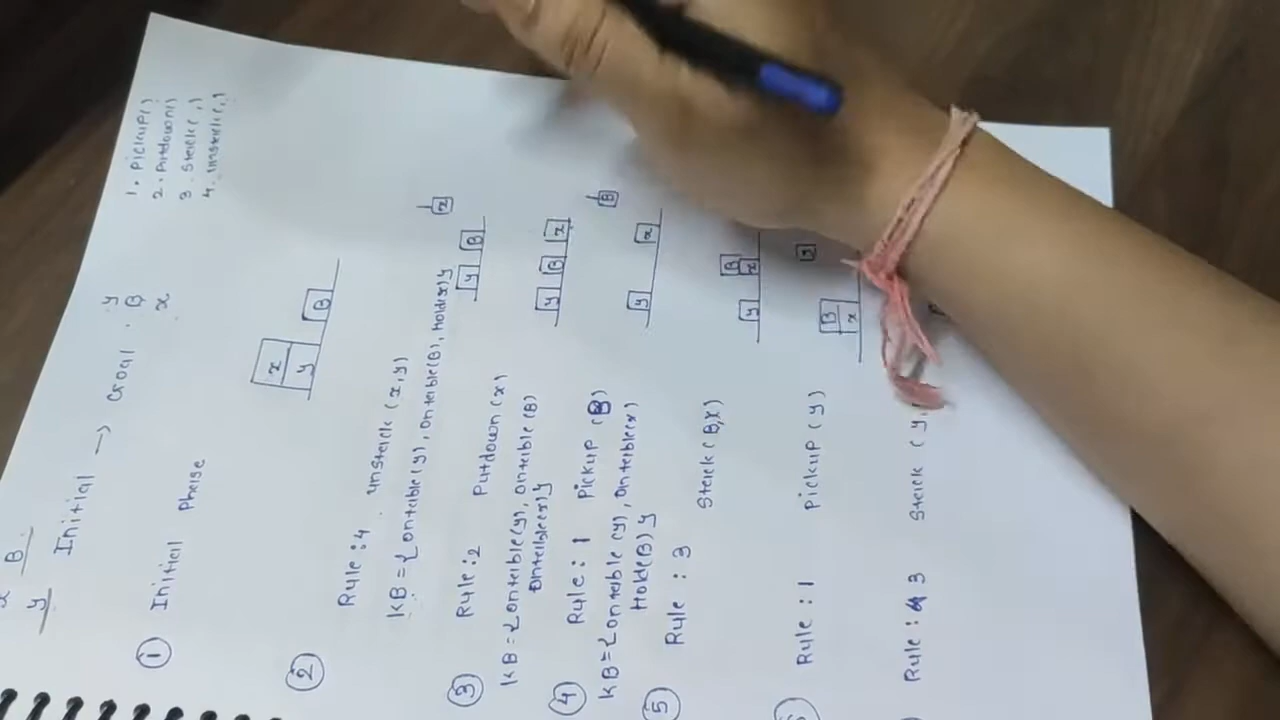 1. Pickup( )
2. Putdown( )
3. Stack( , )
4. Unstack( , )
x
y B
Initial → Goal : y
B
x
① Initial Phase
x
y B
② Rule : 4 unstack (x, y)
KB = { ontable(y), ontable(B), Hold(x) }
y B x
③ Rule : 2 Putdown (x)
KB = { ontable(y), ontable(B)
ontable(x) }
y B x
④ Rule : 1 Pickup (B)
KB = { ontable (y), ontable(x)
Hold(B) }
y x B
⑤ Rule : 3 Stack (B,x)
y B
x
Rule : 1 Pickup (y)
B
x y
Rule : 3 Stack (y,